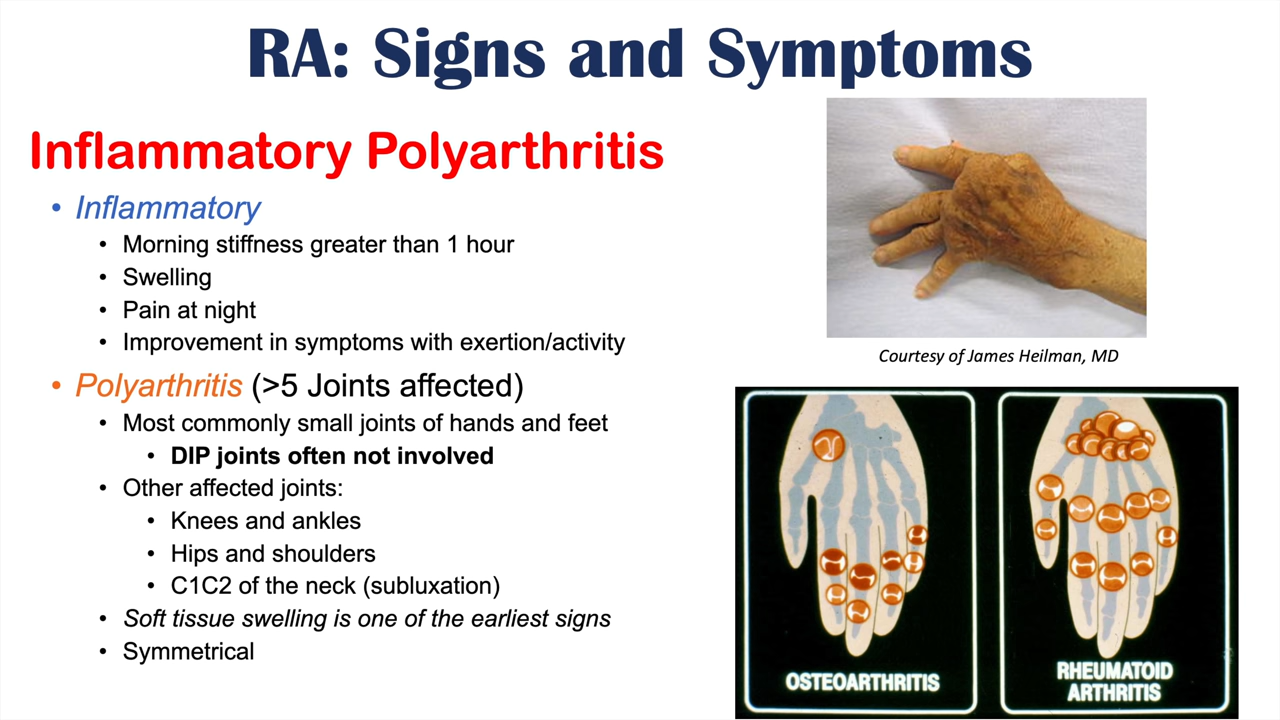 RA: Signs and Symptoms
Inflammatory Polyarthritis
• Inflammatory
• Morning stiffness greater than 1 hour
• Swelling
• Pain at night
• Improvement in symptoms with exertion/activity
• Polyarthritis (>5 Joints affected)
• Most commonly small joints of hands and feet
• DIP joints often not involved
• Other affected joints:
• Knees and ankles
• Hips and shoulders
• C1C2 of the neck (subluxation)
• Soft tissue swelling is one of the earliest signs
• Symmetrical
Courtesy of James Heilman, MD
OSTEOARTHRITIS
RHEUMATOID
ARTHRITIS